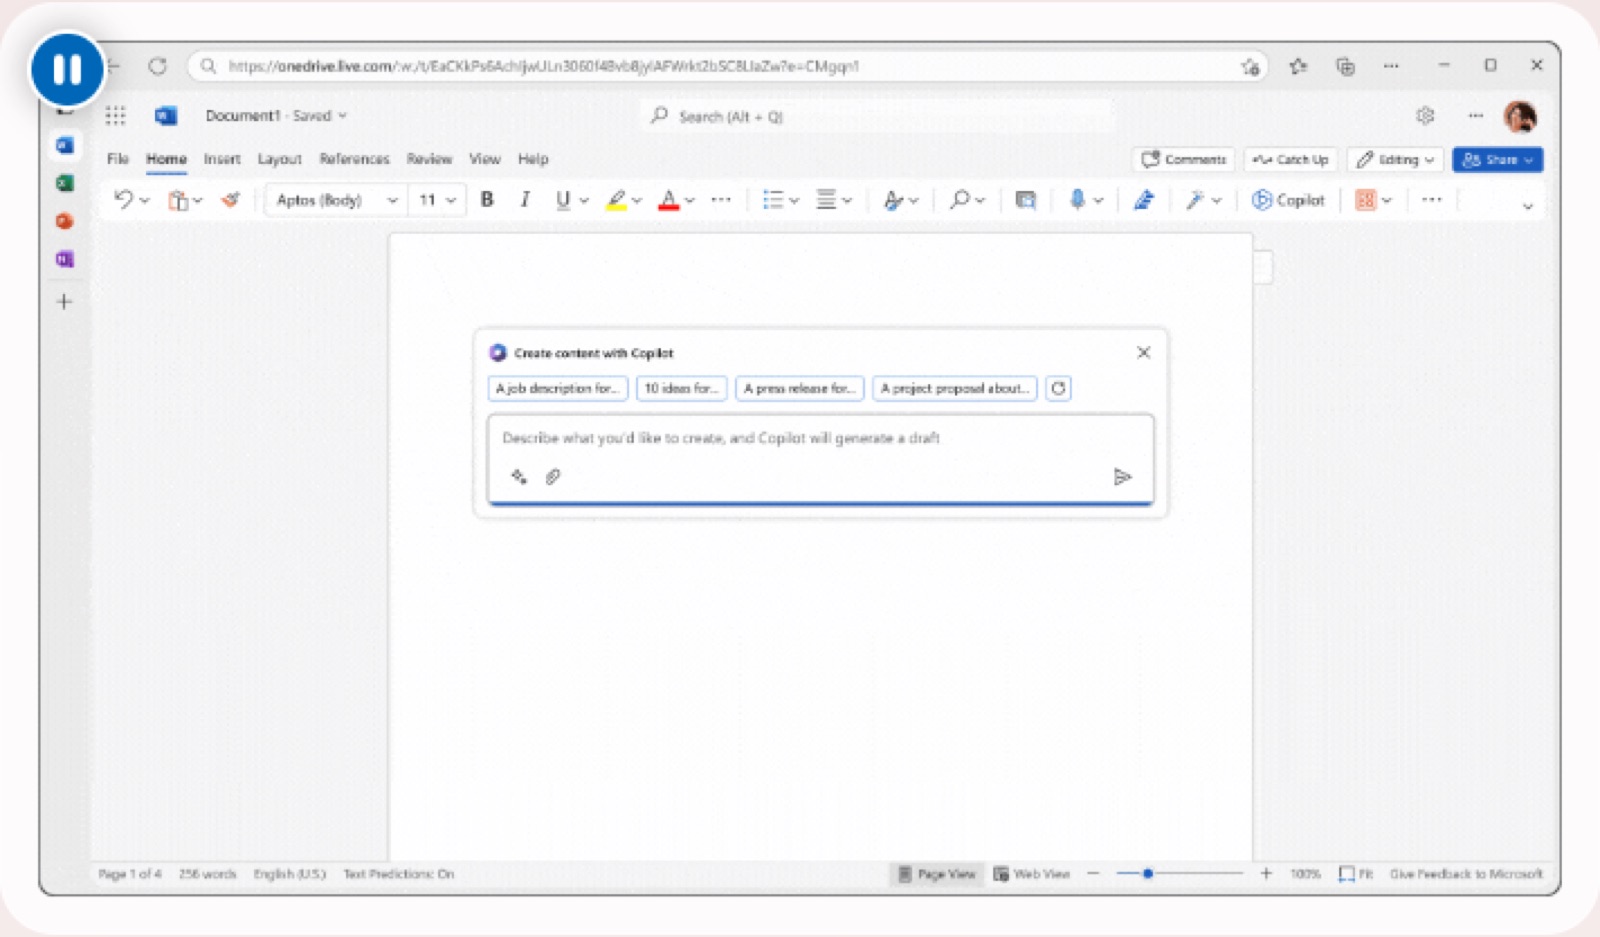 https://onedrive.live.com/:w:/t/
Document1 - Saved
Search (Alt + Q)
File Home Insert Layout References Review View Help
Comments Catch Up Editing Share
Aptos (Body) 11 B I U A Copilot
Create content with Copilot
A job description for... 10 ideas for... A press release for... A project proposal about...
Describe what you'd like to create, and Copilot will generate a draft
Page 1 of 4 256 words English (U.S.) Text Predictions: On Page View Web View 100% Fit Give Feedback to Microsoft